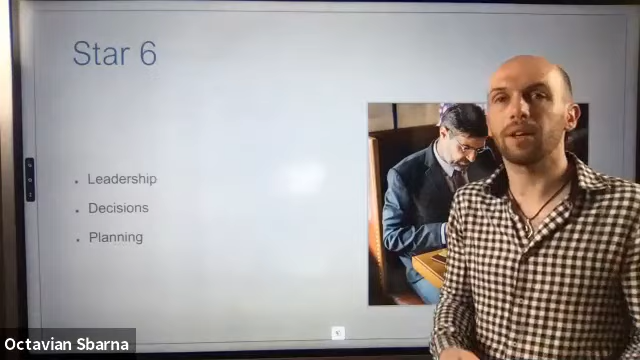 Star 6
Leadership
Decisions
Planning
Octavian Sbarna